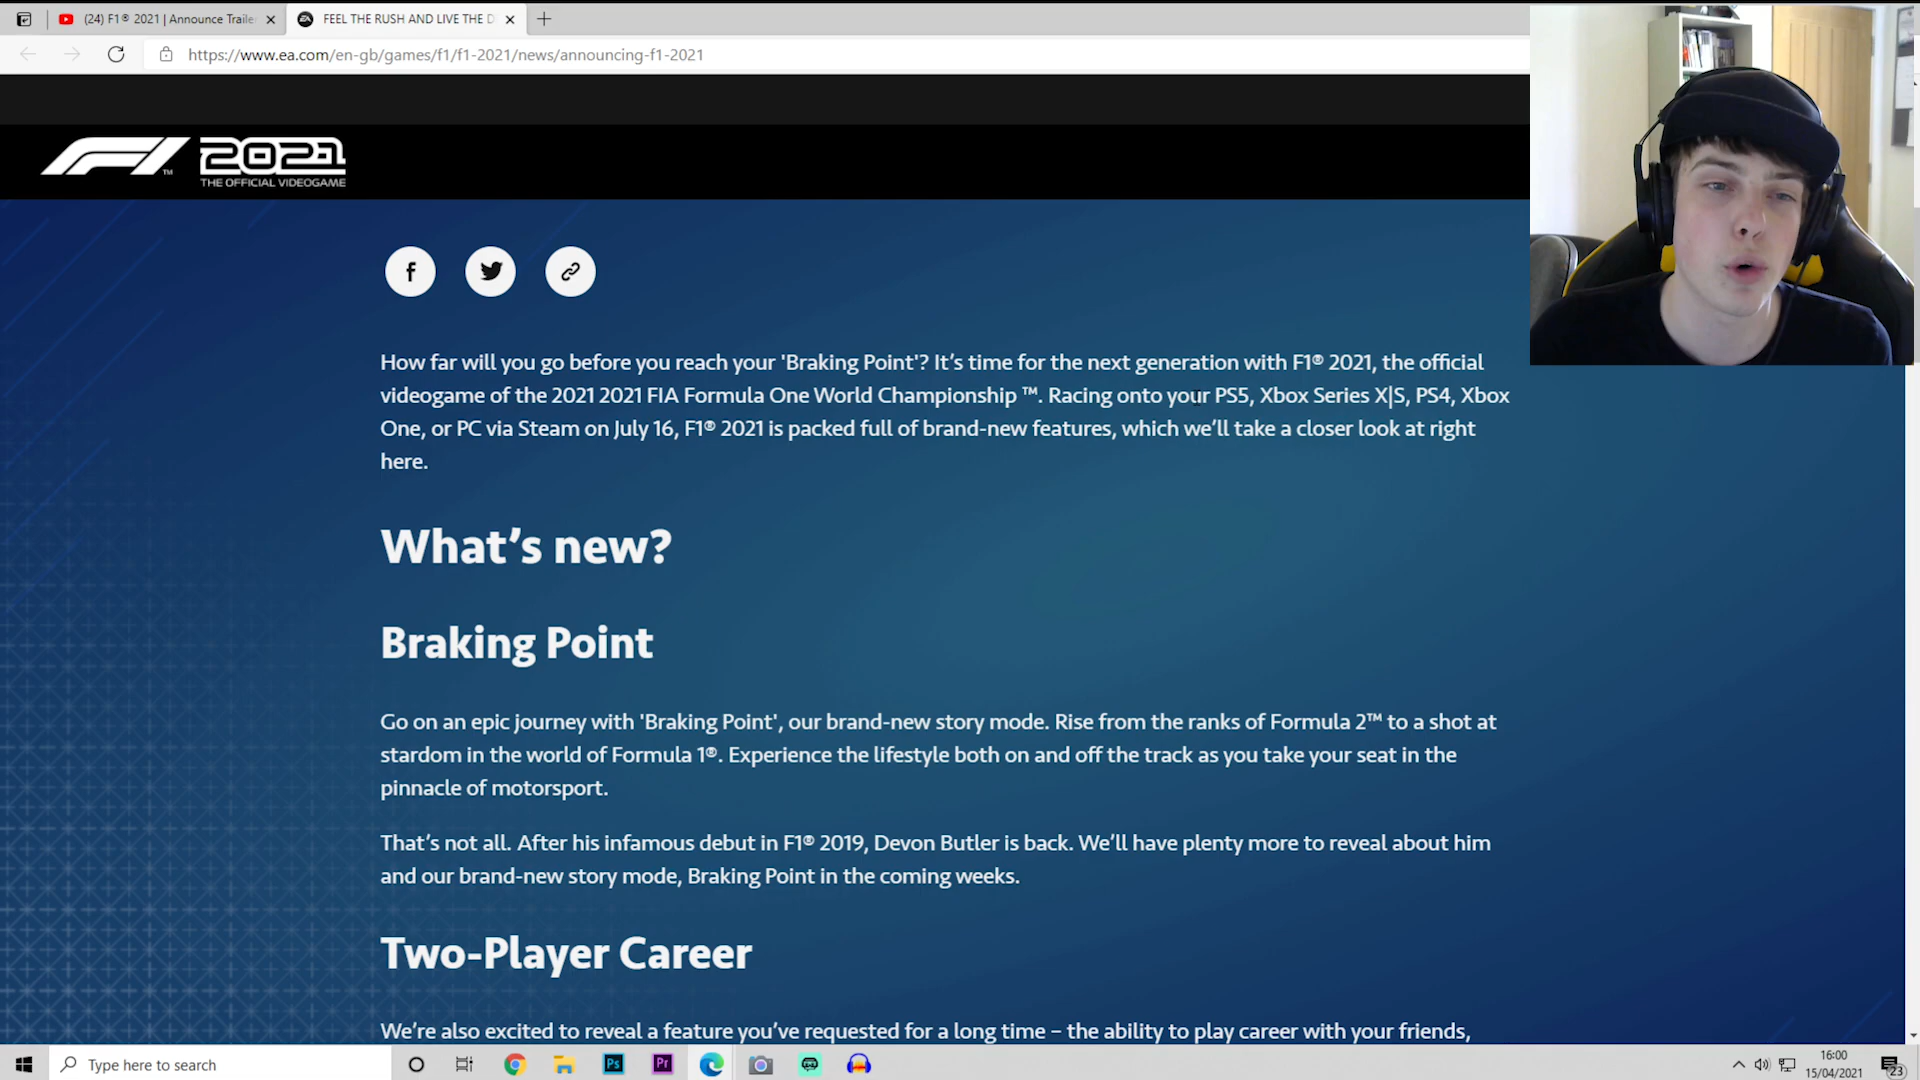 (24) F1® 2021 | Announce Traile
FEEL THE RUSH AND LIVE THE D
https://www.ea.com/en-gb/games/f1/f1-2021/news/announcing-f1-2021
F1™ 2021
THE OFFICIAL VIDEOGAME
How far will you go before you reach your 'Braking Point'? It’s time for the next generation with F1® 2021, the official
videogame of the 2021 2021 FIA Formula One World Championship ™. Racing onto your PS5, Xbox Series X|S, PS4, Xbox
One, or PC via Steam on July 16, F1® 2021 is packed full of brand-new features, which we’ll take a closer look at right
here.
What’s new?
Braking Point
Go on an epic journey with 'Braking Point', our brand-new story mode. Rise from the ranks of Formula 2™ to a shot at
stardom in the world of Formula 1®. Experience the lifestyle both on and off the track as you take your seat in the
pinnacle of motorsport.
That’s not all. After his infamous debut in F1® 2019, Devon Butler is back. We’ll have plenty more to reveal about him
and our brand-new story mode, Braking Point in the coming weeks.
Two-Player Career
We’re also excited to reveal a feature you’ve requested for a long time – the ability to play career with your friends,
Type here to search
Ps
Pr
16:00
15/04/2021
23